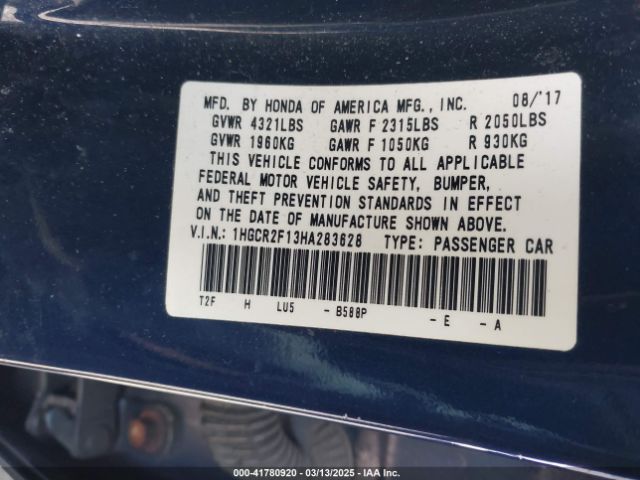 MFD. BY HONDA OF AMERICA MFG., INC. 08/'17
GVWR 4321LBS GAWR F 2315LBS R 2050LBS
GVWR 1960KG GAWR F 1050KG R 930KG
THIS VEHICLE CONFORMS TO ALL APPLICABLE
FEDERAL MOTOR VEHICLE SAFETY, BUMPER,
AND THEFT PREVENTION STANDARDS IN EFFECT
ON THE DATE OF MANUFACTURE SHOWN ABOVE.
V.I.N.: 1HGCR2F13HA283628 TYPE: PASSENGER CAR
T2F H LU5 - B588P - E - A
000-41780920 - 03/13/2025 - IAA Inc.